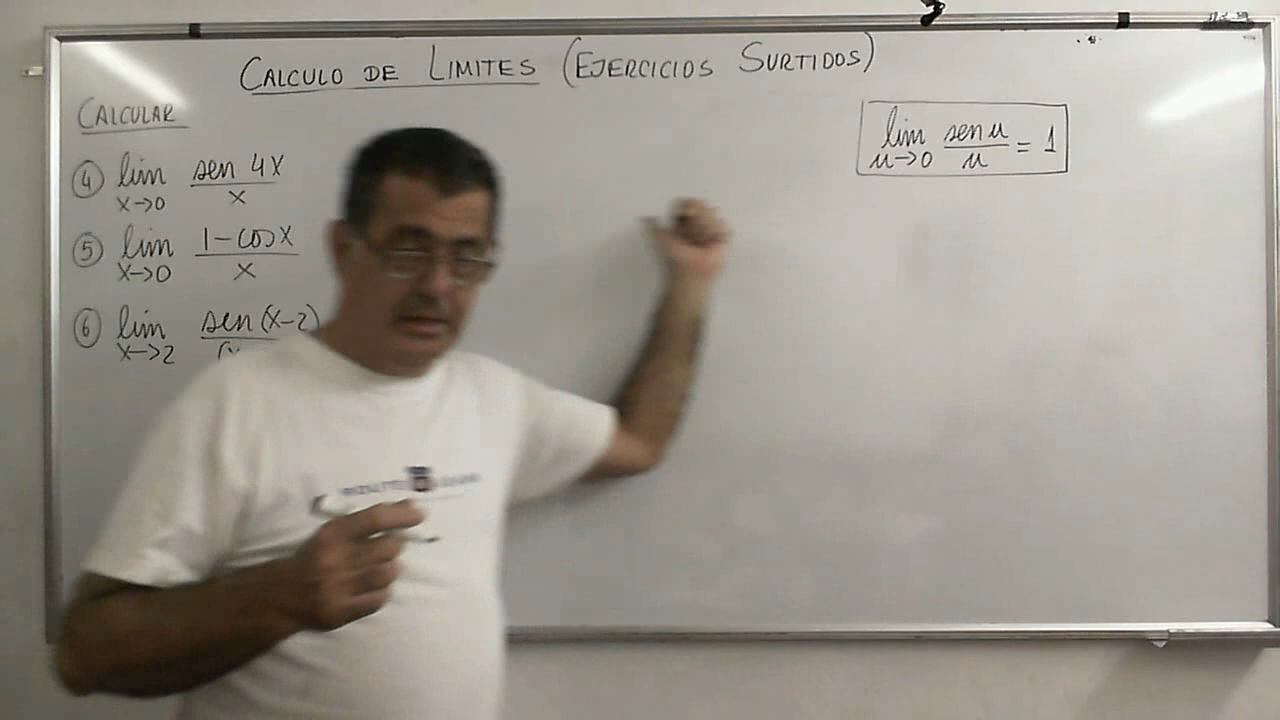 CALCULO DE LIMITES (EJERCICIOS SURTIDOS)
CALCULAR
④ lim x→0 sen 4x / x
⑤ lim x→0 1-cos x / x
⑥ lim x→2 sen(x-2) / (x
lim u→0 sen u / u = 1